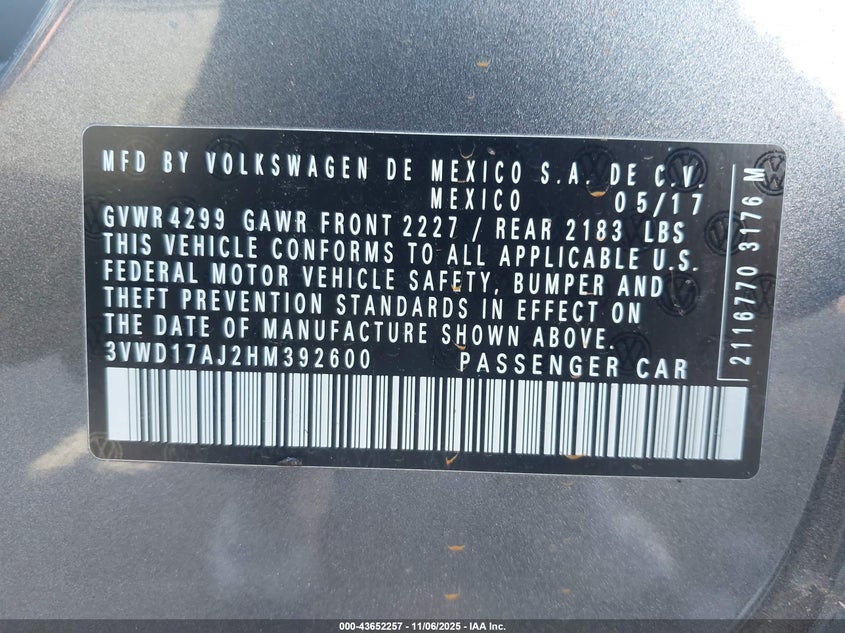 MFD BY VOLKSWAGEN DE MEXICO S.A. DE C.V.
MEXICO 05/17
GVWR 4299 GAWR FRONT 2227 / REAR 2183 LBS
THIS VEHICLE CONFORMS TO ALL APPLICABLE U.S.
FEDERAL MOTOR VEHICLE SAFETY, BUMPER AND
THEFT PREVENTION STANDARDS IN EFFECT ON
THE DATE OF MANUFACTURE SHOWN ABOVE.
3VWD17AJ2HM392600 PASSENGER CAR
2116770 3176 M
000-43652257 - 11/06/2025 - IAA Inc.